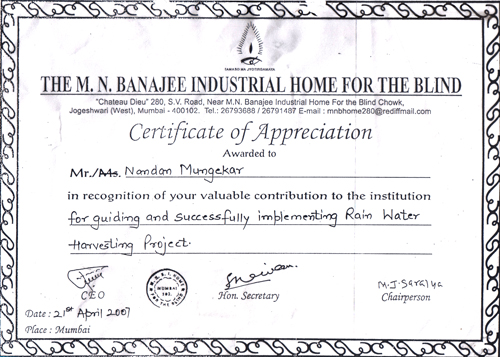 THE M. N. BANAJEE INDUSTRIAL HOME FOR THE BLIND
"Chateau Dieu" 280, S.V. Road, Near M.N. Banajee Industrial Home For the Blind Chowk,
Jogeshwari (West), Mumbai - 400102. Tel.: 26793688 / 26791487 E-mail : mnbhome280@rediffmail.com
Certificate of Appreciation
Awarded to
Mr./Ms. Nandan Mungekar
in recognition of your valuable contribution to the institution
for guiding and successfully implementing Rain Water
Harvesting Project.
M.J. Saraiya
CEO
MUMBAI
Hon. Secretary
Chairperson
Date : 21st April 2007
Place : Mumbai